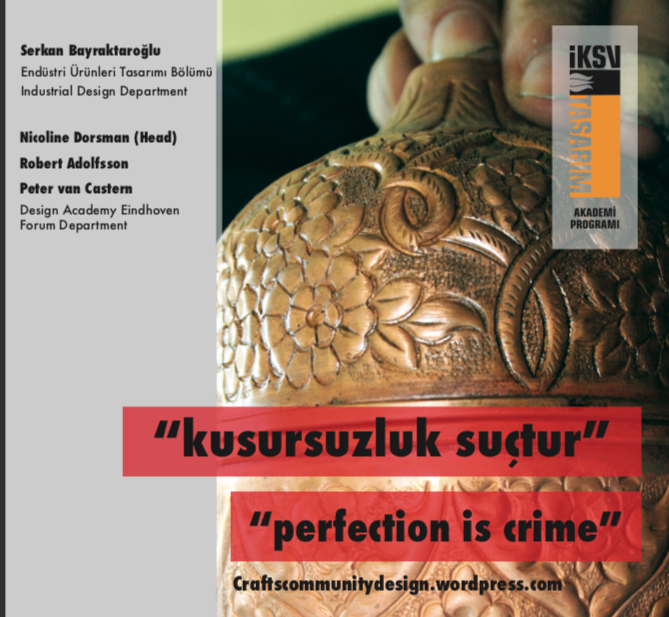 Serkan Bayraktaroğlu
Endüstri Ürünleri Tasarımı Bölümü
Industrial Design Department
Nicoline Dorsman (Head)
Robert Adolfsson
Peter van Castern
Design Academy Eindhoven
Forum Department
iKSV
TASARIM
AKADEMİ
PROGRAMI
“kusursuzluk suçtur”
“perfection is crime”
Craftscommunitydesign.wordpress.com